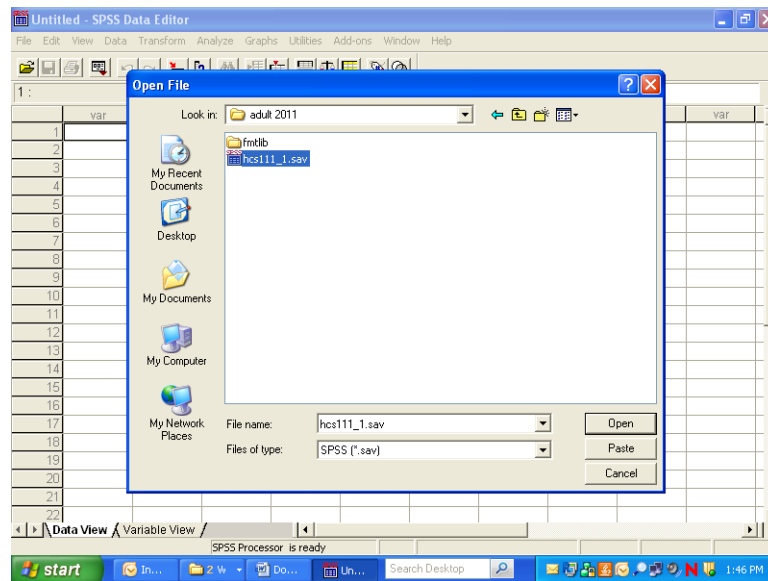 Untitled - SPSS Data Editor
File Edit View Data Transform Analyze Graphs Utilities Add-ons Window Help
1 :
Open File
Look in: adult 2011
var
var
1
2
3
4
5
6
7
8
9
10
11
12
13
14
15
16
17
18
19
20
21
22
My Recent Documents
Desktop
My Documents
My Computer
My Network Places
fmtlib
hcs111_1.sav
File name: hcs111_1.sav Open
Files of type: SPSS (*.sav) Paste
Cancel
Data View Variable View
SPSS Processor is ready
start In... 2 W Do... Un... Search Desktop N 1:46 PM